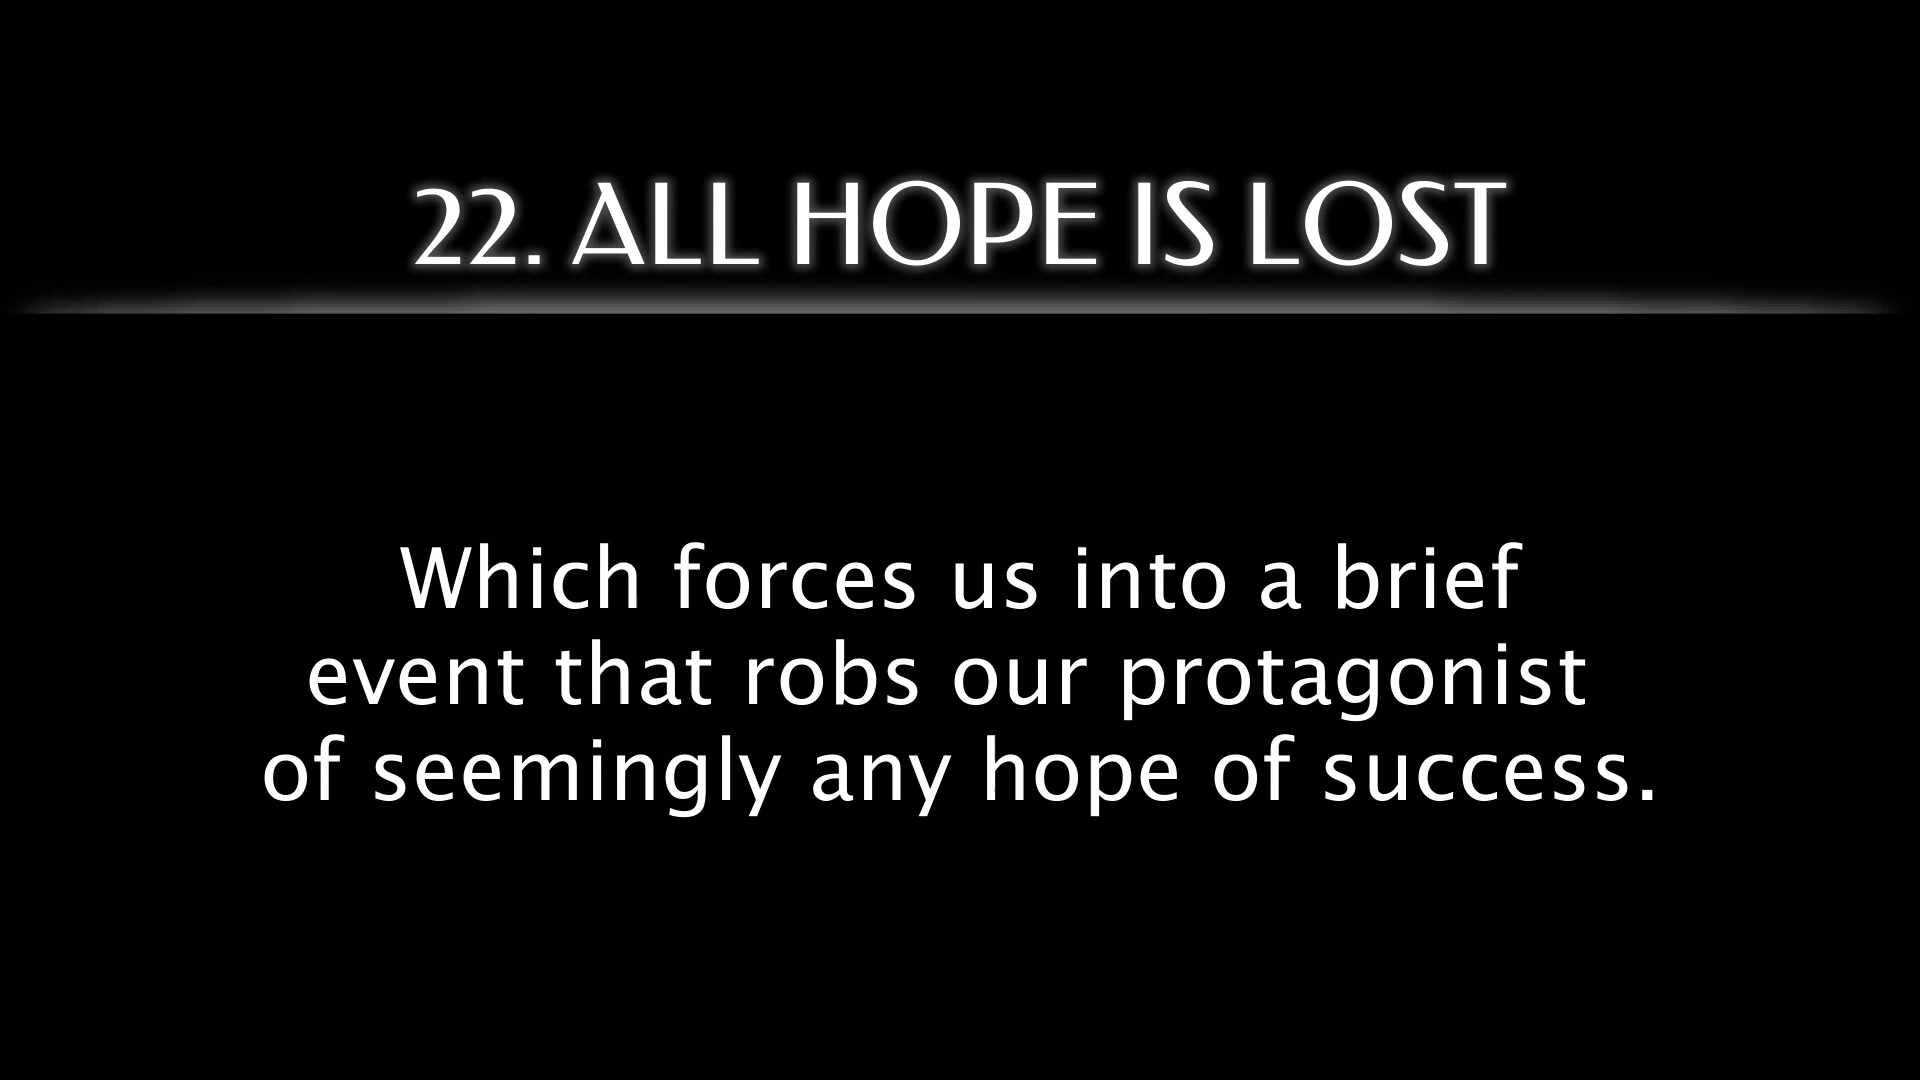 22. ALL HOPE IS LOST
Which forces us into a brief
event that robs our protagonist
of seemingly any hope of success.